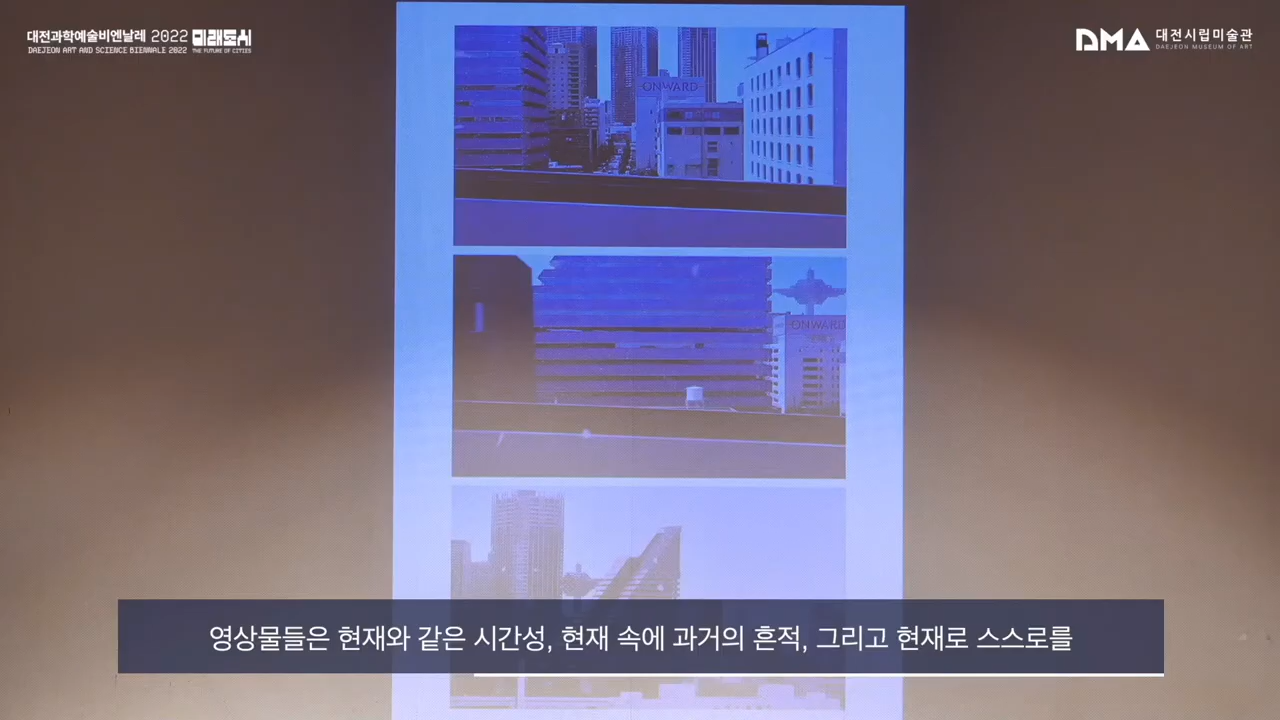 대전과학예술비엔날레 2022 미래도시
DAEJEON ART AND SCIENCE BIENNALE 2022 THE FUTURE OF CITIES
DMA 대전시립미술관
DAEJEON MUSEUM OF ART
ONWARD
ONWARD
영상물들은 현재와 같은 시간성, 현재 속에 과거의 흔적, 그리고 현재로 스스로를